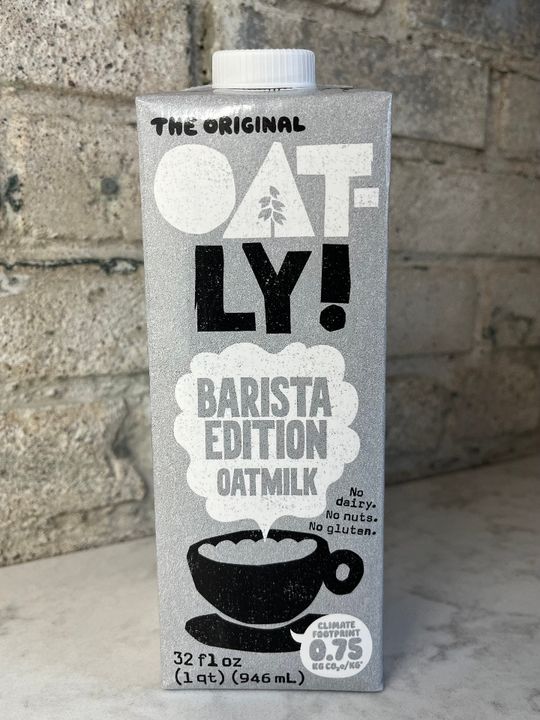 THE ORIGINAL
OAT-
LY!
BARISTA
EDITION
OATMILK
No
dairy.
No nuts.
No gluten.
CLIMATE
FOOTPRINT
0.75
KG CO₂e/KG*
32 fl oz
(1 qt) (946 mL)